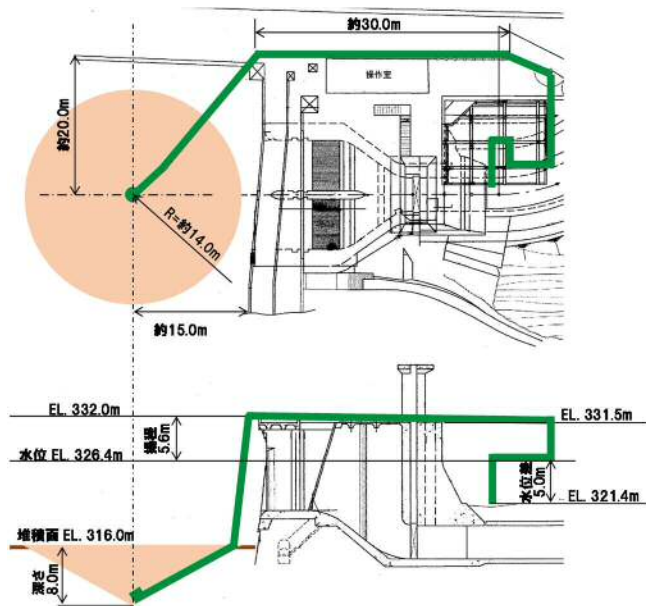 約30.0m
操作室
約20.0m
R=約14.0m
約15.0m
EL. 332.0m
EL. 331.5m
揚程
5.6m
水位 EL. 326.4m
水位差
5.0m
EL. 321.4m
堆積面 EL. 316.0m
深さ
8.0m